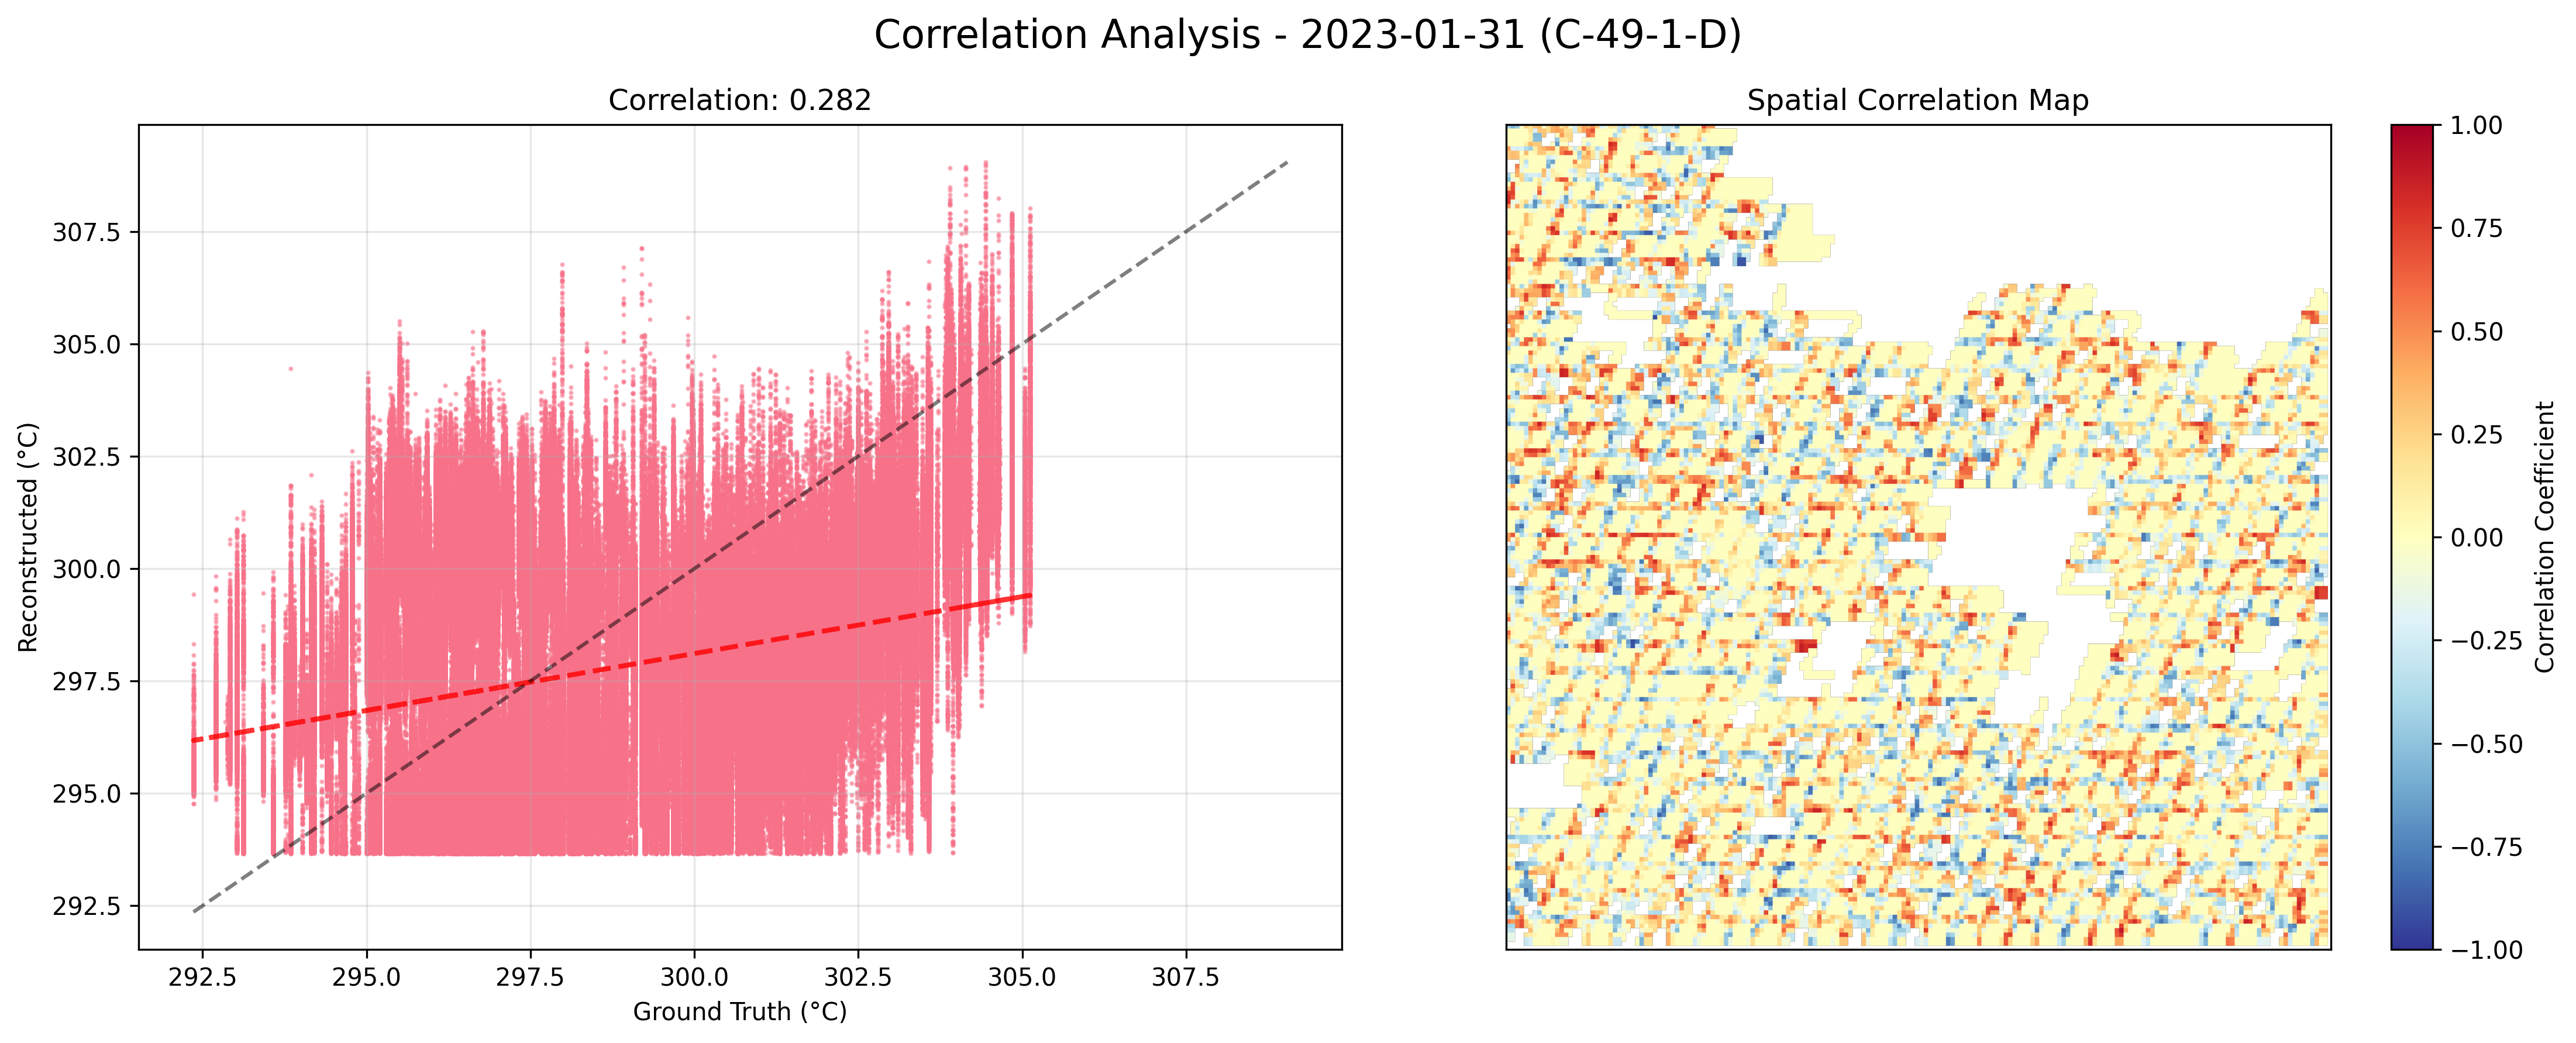 Correlation Analysis - 2023-01-31 (C-49-1-D)
Correlation: 0.282
Reconstructed (°C)
307.5
305.0
302.5
300.0
297.5
295.0
292.5
292.5 295.0 297.5 300.0 302.5 305.0 307.5
Ground Truth (°C)
Spatial Correlation Map
1.00
0.75
0.50
0.25
0.00
−0.25
−0.50
−0.75
−1.00
Correlation Coefficient